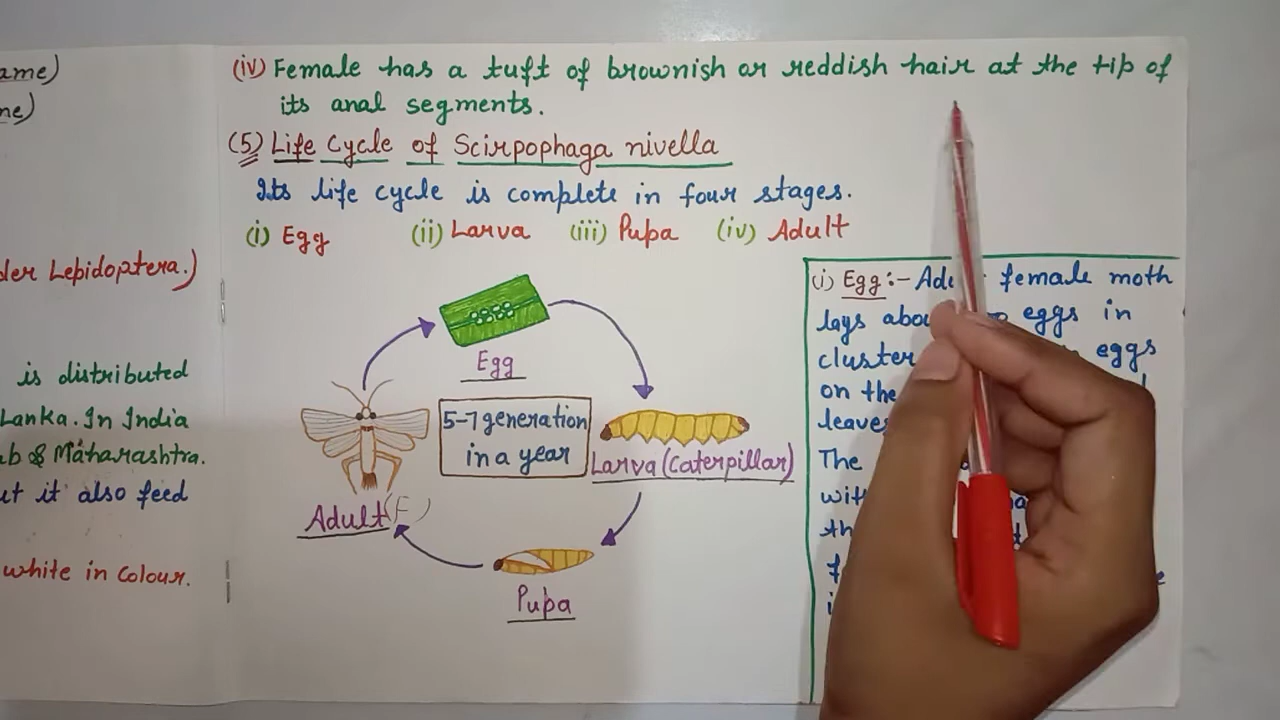 ame)
me)
der Lepidoptera.)
is distributed
Lanka. In India
ab & Maharashtra.
ut it also feed
white in colour.
(iv) Female has a tuft of brownish or reddish hair at the tip of
its anal segments.
(5) Life Cycle of Scirpophaga nivella
Its life cycle is complete in four stages.
(i) Egg (ii) Larva (iii) Pupa (iv) Adult
Egg
5-7 generation
in a year
Larva (Caterpillar)
Adult (F)
Pupa
(i) Egg :- female moth
lays eggs in
cluster eggs
on the
leaves
The